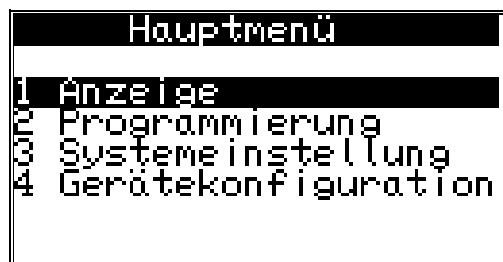 Hauptmenü
1 Anzeige
2 Programmierung
3 Systemeinstellung
4 Gerätekonfiguration